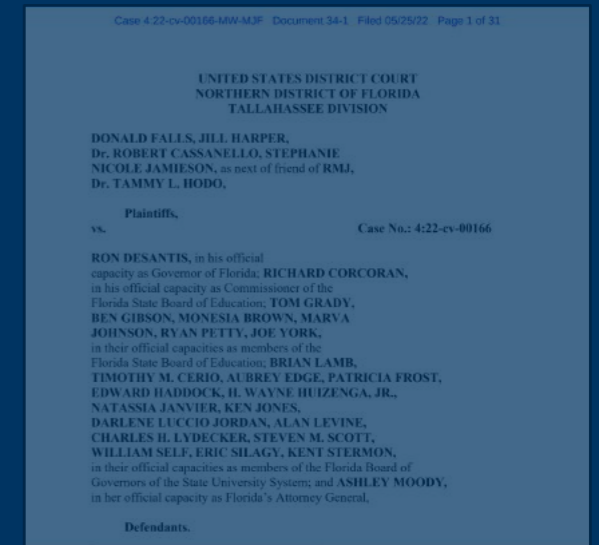 Case 4:22-cv-00166-MW-MJF Document 34-1 Filed 05/25/22 Page 1 of 31
UNITED STATES DISTRICT COURT
NORTHERN DISTRICT OF FLORIDA
TALLAHASSEE DIVISION
DONALD FALLS, JILL HARPER,
Dr. ROBERT CASSANELLO, STEPHANIE
NICOLE JAMIESON, as next of friend of RMJ,
Dr. TAMMY L. HODO,
Plaintiffs,
vs. Case No.: 4:22-cv-00166
RON DESANTIS, in his official
capacity as Governor of Florida; RICHARD CORCORAN,
in his official capacity as Commissioner of the
Florida State Board of Education; TOM GRADY,
BEN GIBSON, MONESIA BROWN, MARVA
JOHNSON, RYAN PETTY, JOE YORK,
in their official capacities as members of the
Florida State Board of Education; BRIAN LAMB,
TIMOTHY M. CERIO, AUBREY EDGE, PATRICIA FROST,
EDWARD HADDOCK, H. WAYNE HUIZENGA, JR.,
NATASSIA JANVIER, KEN JONES,
DARLENE LUCCIO JORDAN, ALAN LEVINE,
CHARLES H. LYDECKER, STEVEN M. SCOTT,
WILLIAM SELF, ERIC SILAGY, KENT STERMON,
in their official capacities as members of the Florida Board of
Governors of the State University System; and ASHLEY MOODY,
in her official capacity as Florida's Attorney General,
Defendants.